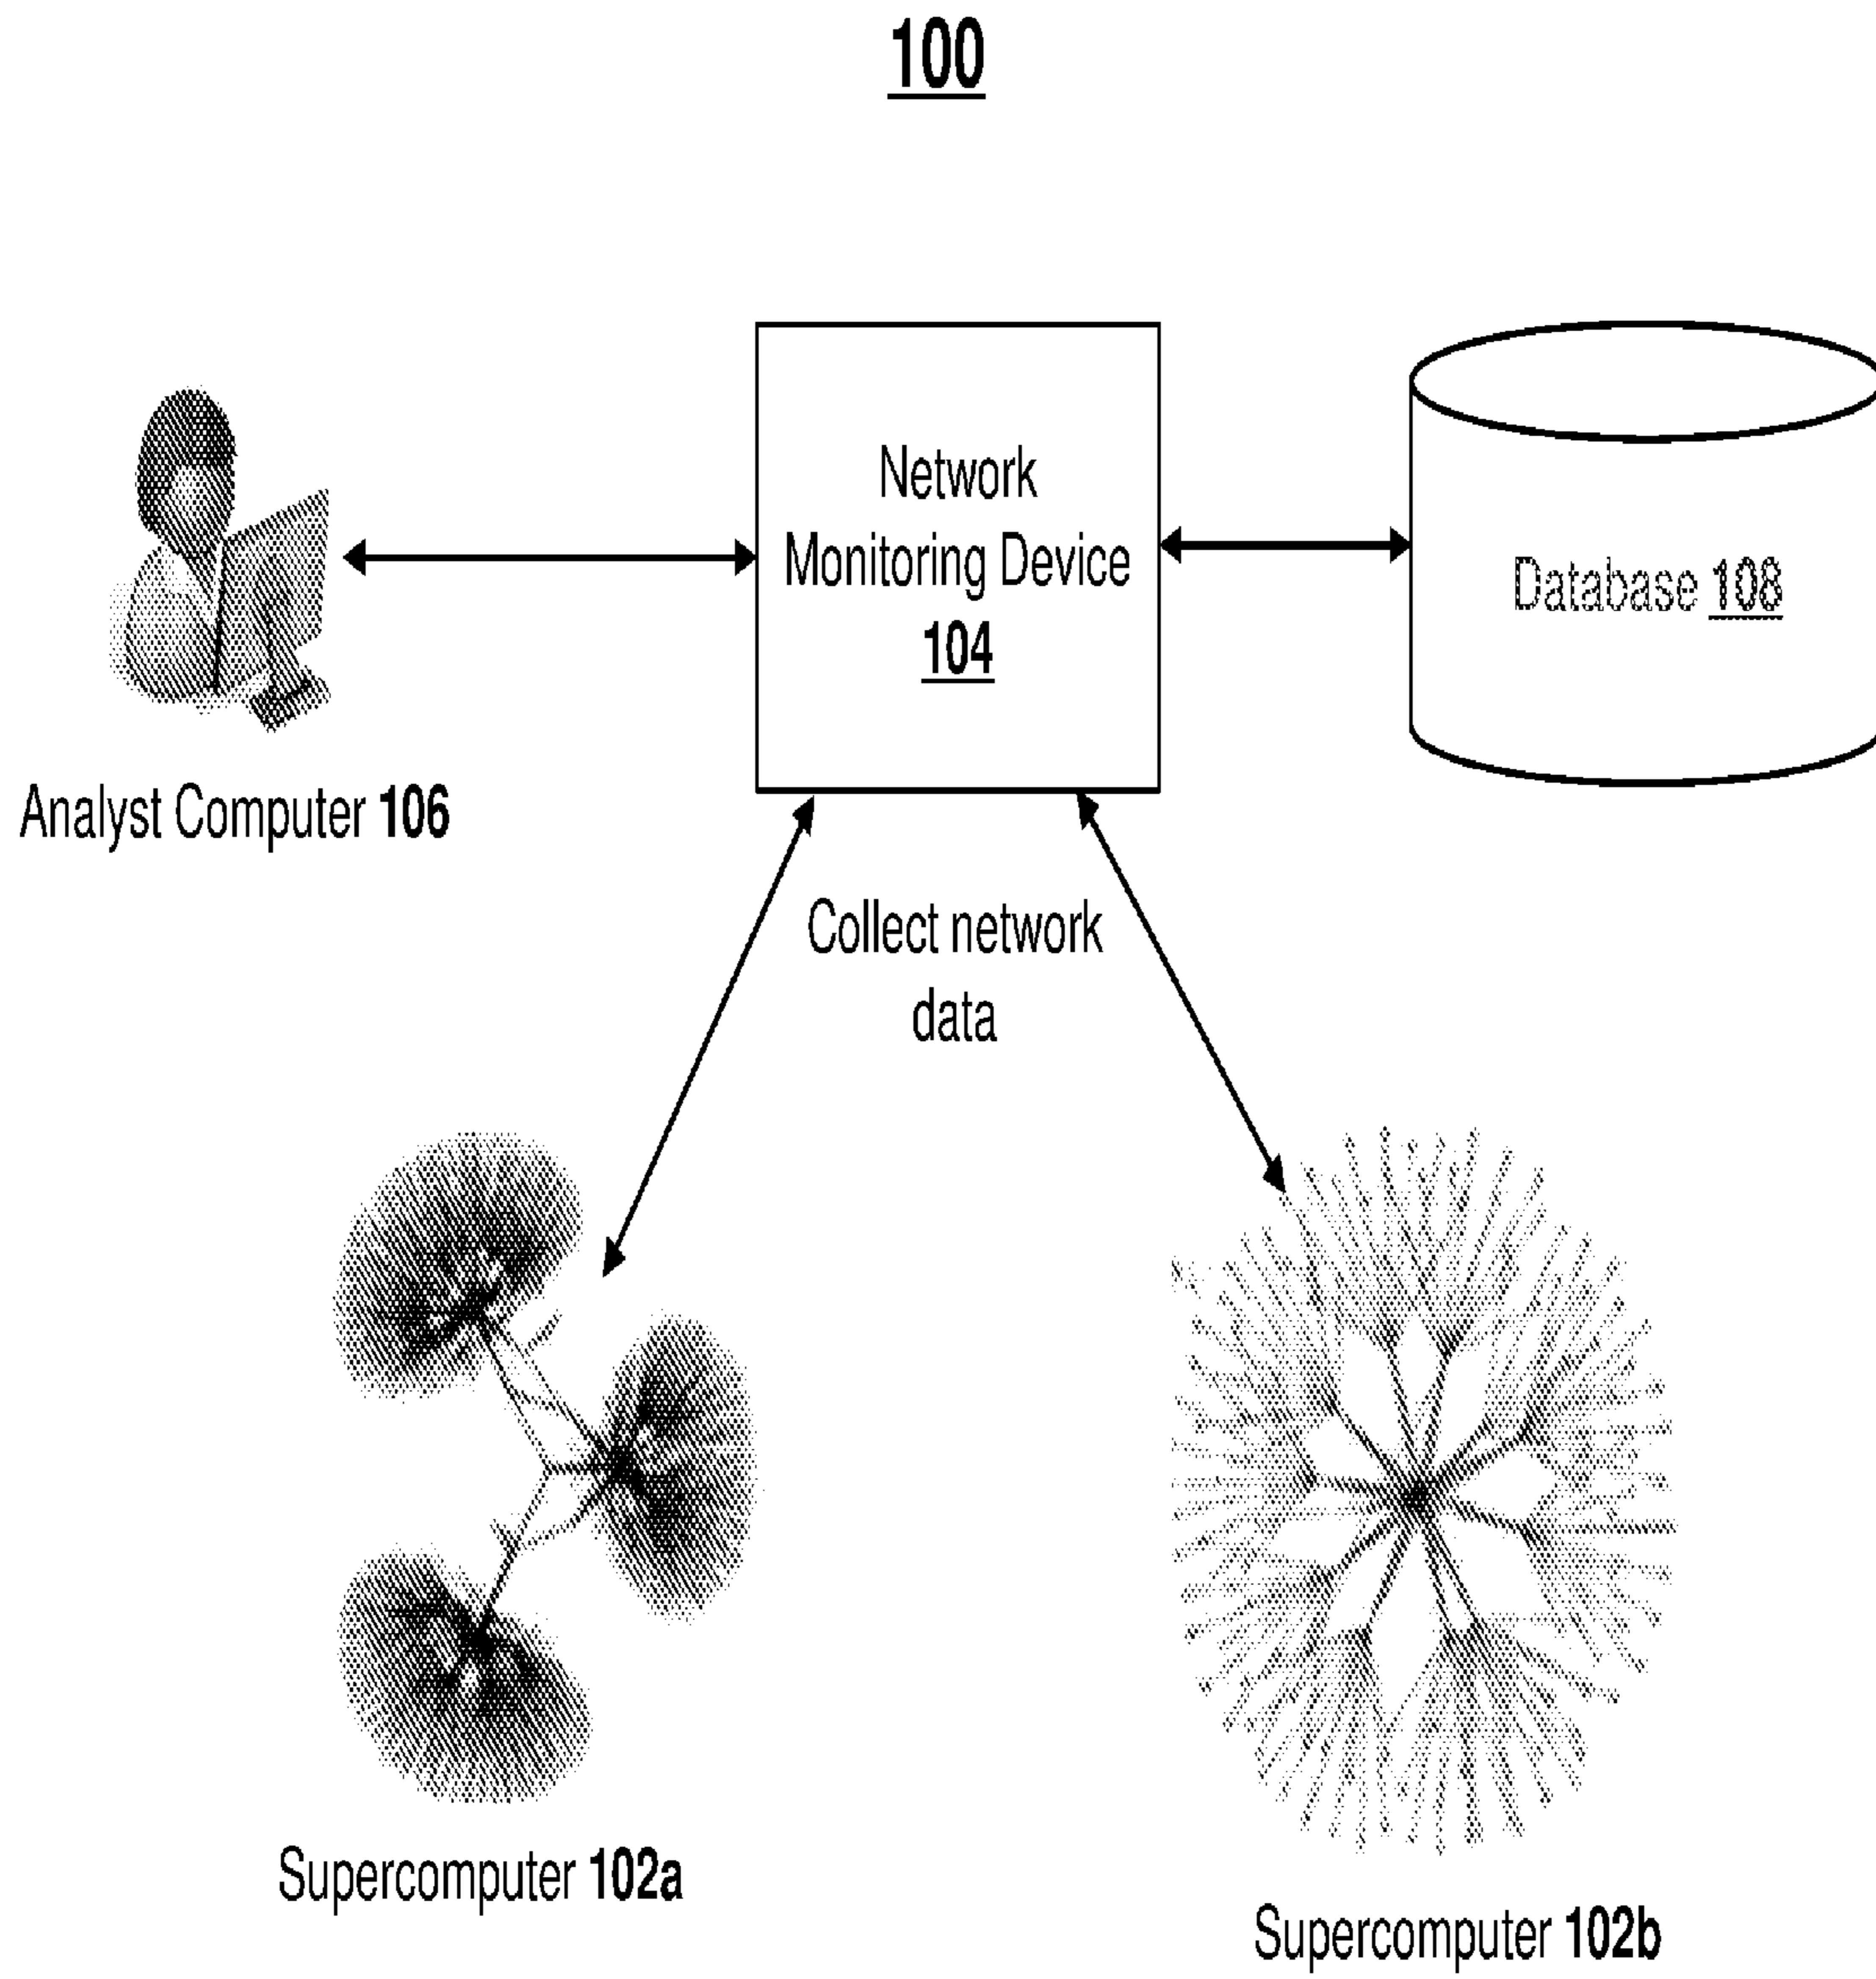 100
Network
Monitoring Device
104
Database 108
Analyst Computer 106
Collect network
data
Supercomputer 102a
Supercomputer 102b